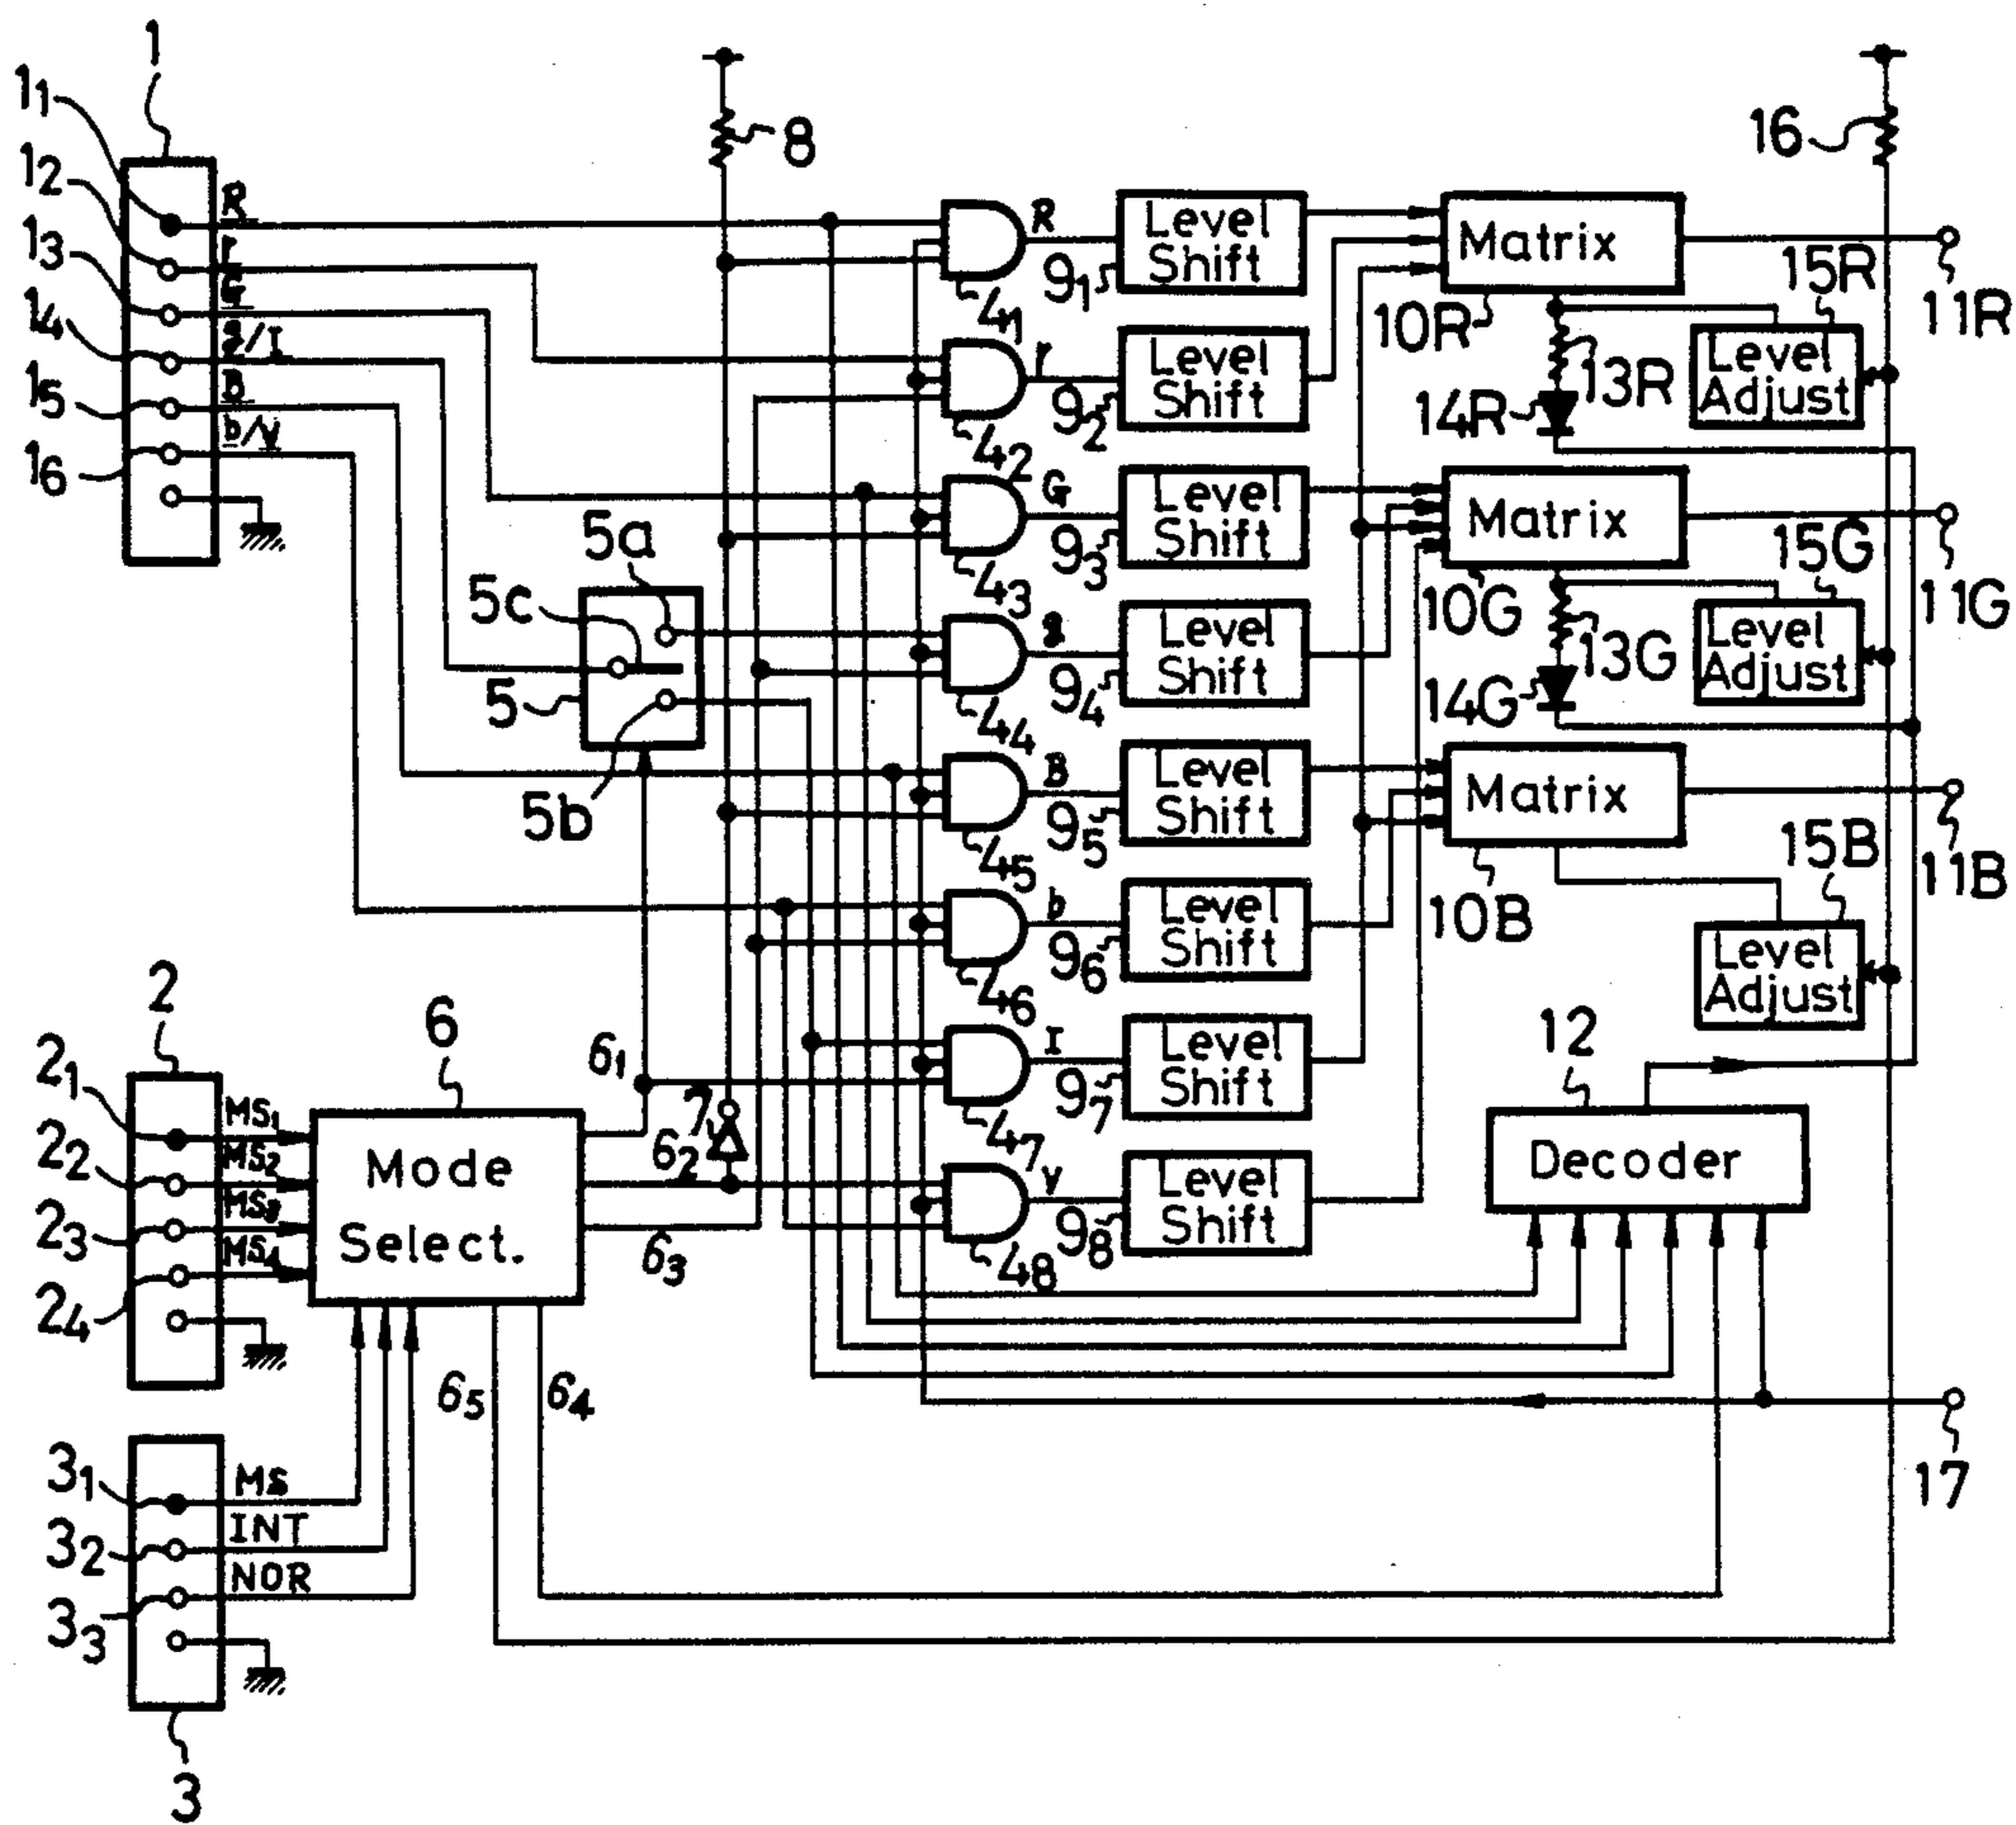 1
1₁
1₂
1₃
1₄
1₅
1₆
R
r
G
g/I
B
b/V
8
16
R
Level Shift
9₁
4₁
Matrix
10R
11R
15R
13R
14R
Level Adjust
r
Level Shift
9₂
4₂
G
Level Shift
9₃
4₃
Matrix
10G
11G
15G
13G
14G
Level Adjust
5a
5c
5
5b
g
Level Shift
9₄
4₄
B
Level Shift
9₅
4₅
Matrix
10B
11B
15B
Level Adjust
b
Level Shift
9₆
4₆
I
Level Shift
9₇
4₇
y
Level Shift
9₈
4₈
12
Decoder
2
2₁
2₂
2₃
2₄
MS₁
MS₂
MS₃
MS₄
6
Mode
Select.
6₁
7
6₂
6₃
6₅
6₄
17
3₁
3₂
3₃
MS
INT
NOR
3